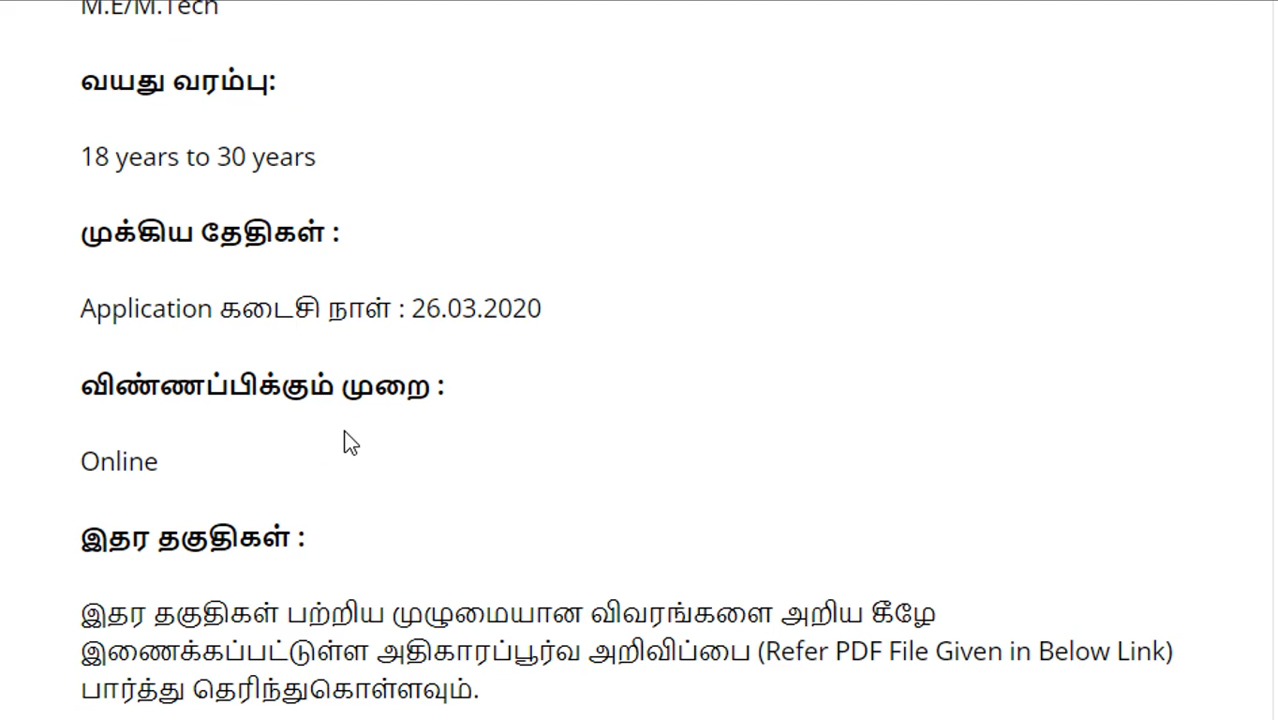 M.E/M.Tech
வயது வரம்பு:
18 years to 30 years
முக்கிய தேதிகள் :
Application கடைசி நாள் : 26.03.2020
விண்ணப்பிக்கும் முறை :
Online
இதர தகுதிகள் :
இதர தகுதிகள் பற்றிய முழுமையான விவரங்களை அறிய கீழே
இணைக்கப்பட்டுள்ள அதிகாரப்பூர்வ அறிவிப்பை (Refer PDF File Given in Below Link)
பார்த்து தெரிந்துகொள்ளவும்.